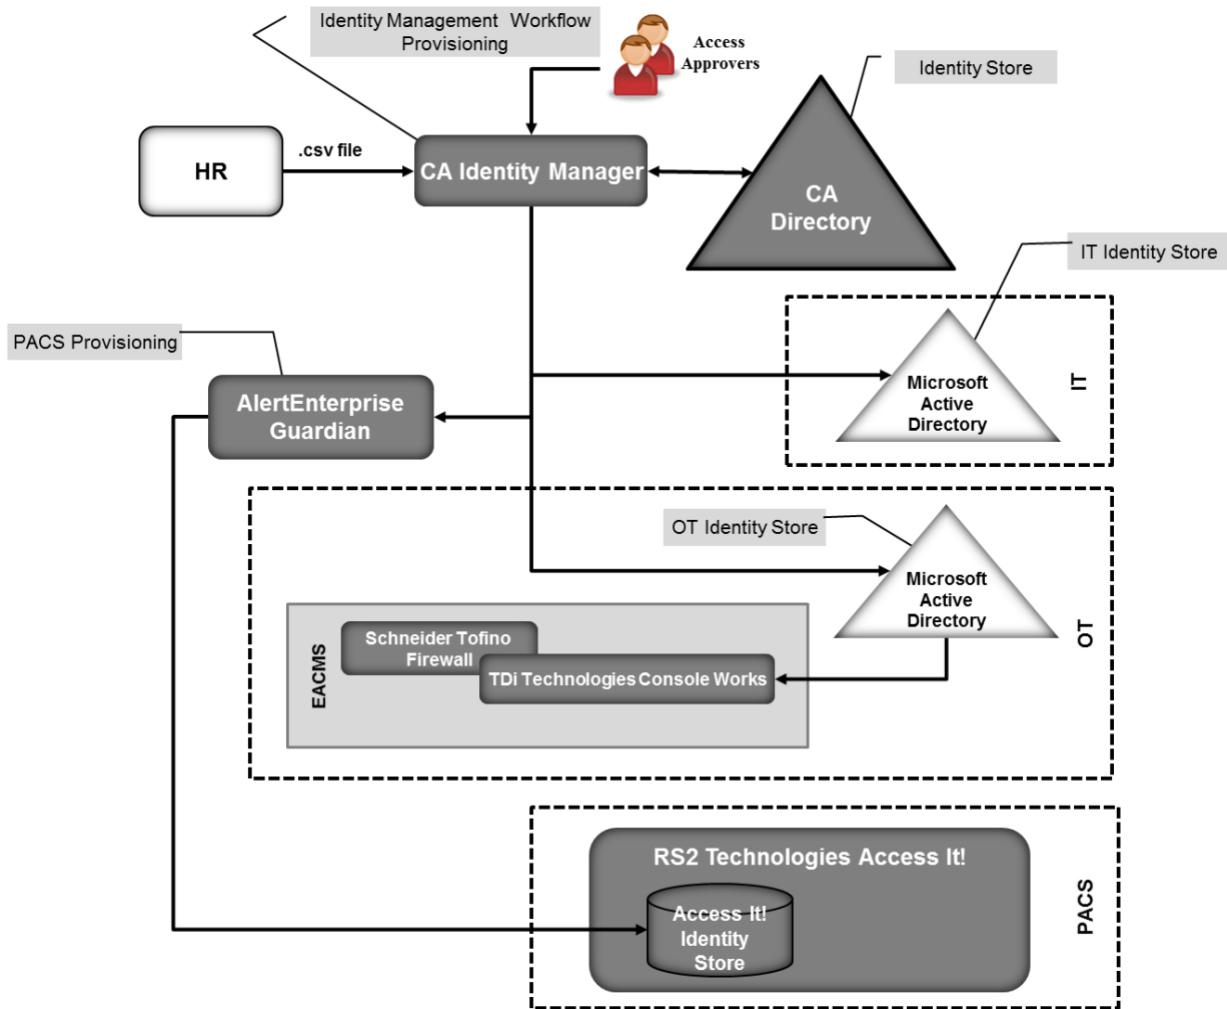 Identity Management Workflow
Provisioning
Access
Approvers
Identity Store
HR
.csv file
CA Identity Manager
CA
Directory
IT Identity Store
PACS Provisioning
AlertEnterprise
Guardian
Microsoft
Active
Directory
IT
OT Identity Store
Microsoft
Active
Directory
OT
EACMS
Schneider Tofino
Firewall
TDi Technologies Console Works
RS2 Technologies Access It!
Access It!
Identity
Store
PACS